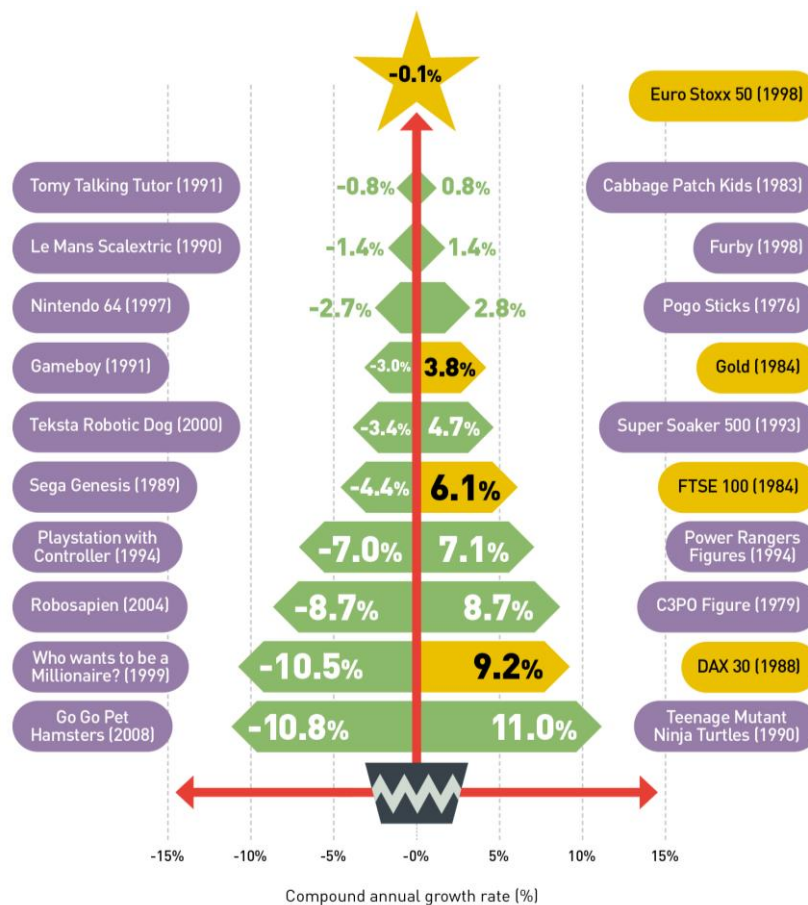 -0.1%
Euro Stoxx 50 (1998)
Tomy Talking Tutor (1991)
-0.8%
0.8%
Cabbage Patch Kids (1983)
Le Mans Scalextric (1990)
-1.4%
1.4%
Furby (1998)
Nintendo 64 (1997)
-2.7%
2.8%
Pogo Sticks (1976)
Gameboy (1991)
-3.0%
3.8%
Gold (1984)
Teksta Robotic Dog (2000)
-3.4%
4.7%
Super Soaker 500 (1993)
Sega Genesis (1989)
-4.4%
6.1%
FTSE 100 (1984)
Playstation with
Controller (1994)
-7.0%
7.1%
Power Rangers
Figures (1994)
Robosapien (2004)
-8.7%
8.7%
C3PO Figure (1979)
Who wants to be a
Millionaire? (1999)
-10.5%
9.2%
DAX 30 (1988)
Go Go Pet
Hamsters (2008)
-10.8%
11.0%
Teenage Mutant
Ninja Turtles (1990)
-15%
-10%
-5%
-0%
5%
10%
15%
Compound annual growth rate (%)